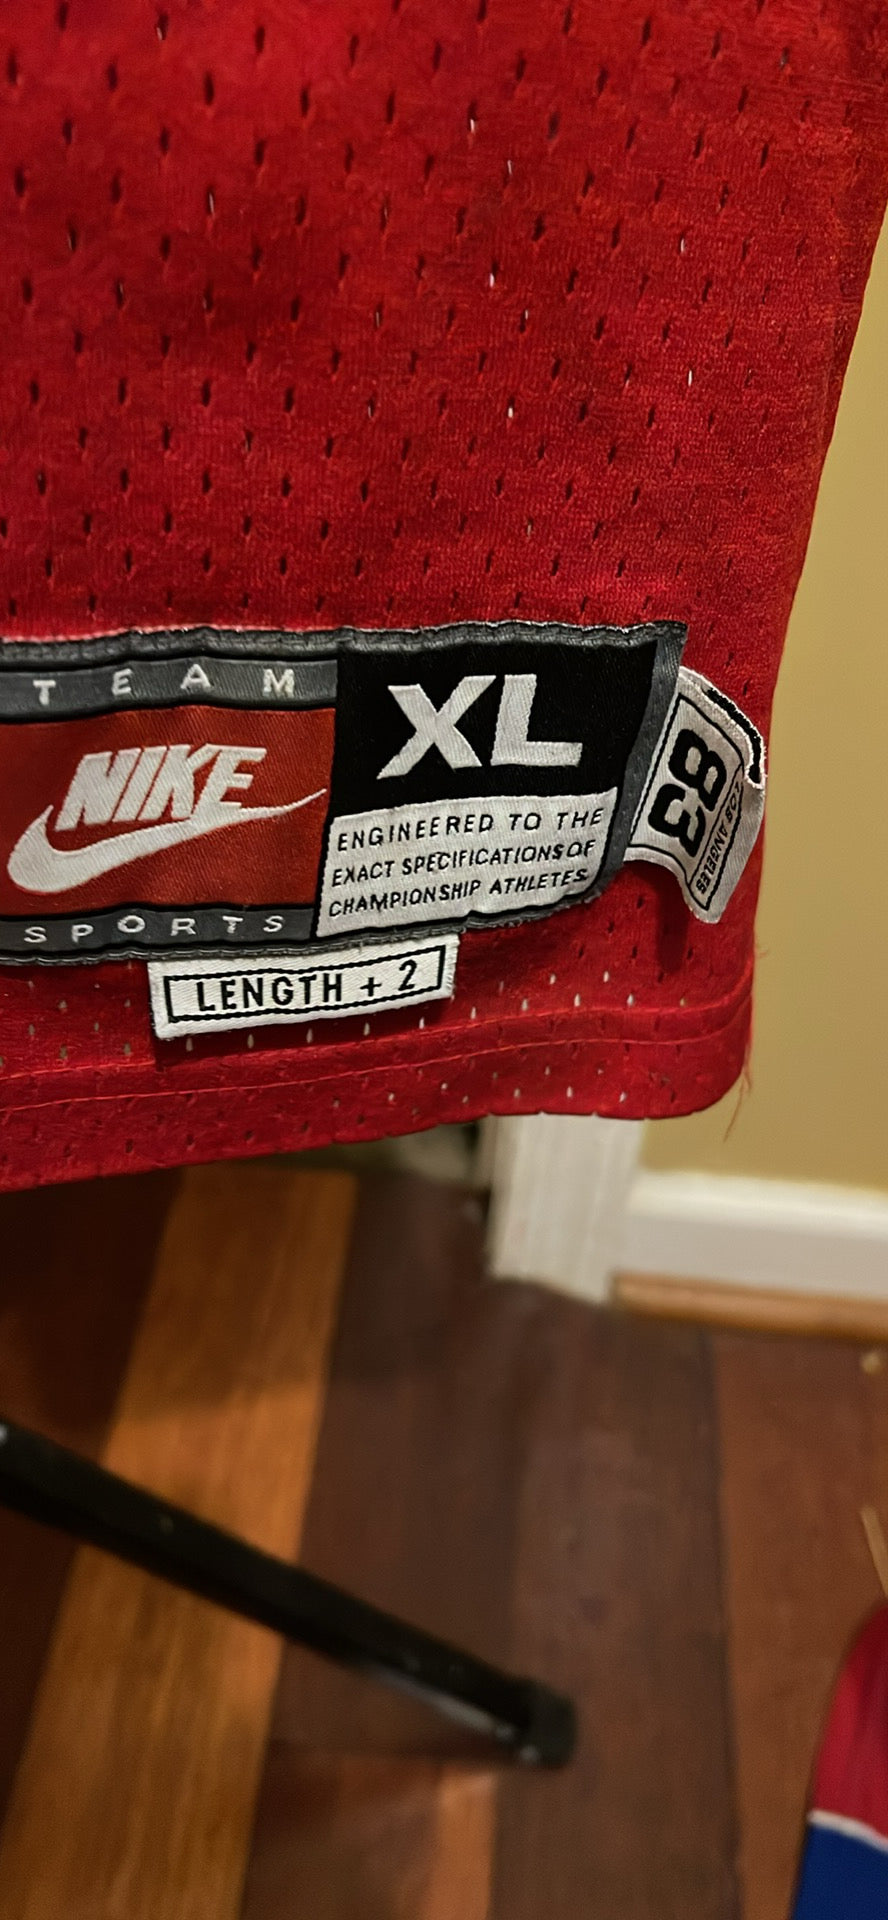 TEAM
NIKE
SPORTS
XL
ENGINEERED TO THE
EXACT SPECIFICATIONS OF
CHAMPIONSHIP ATHLETES
LENGTH + 2
83
LOS ANGELES